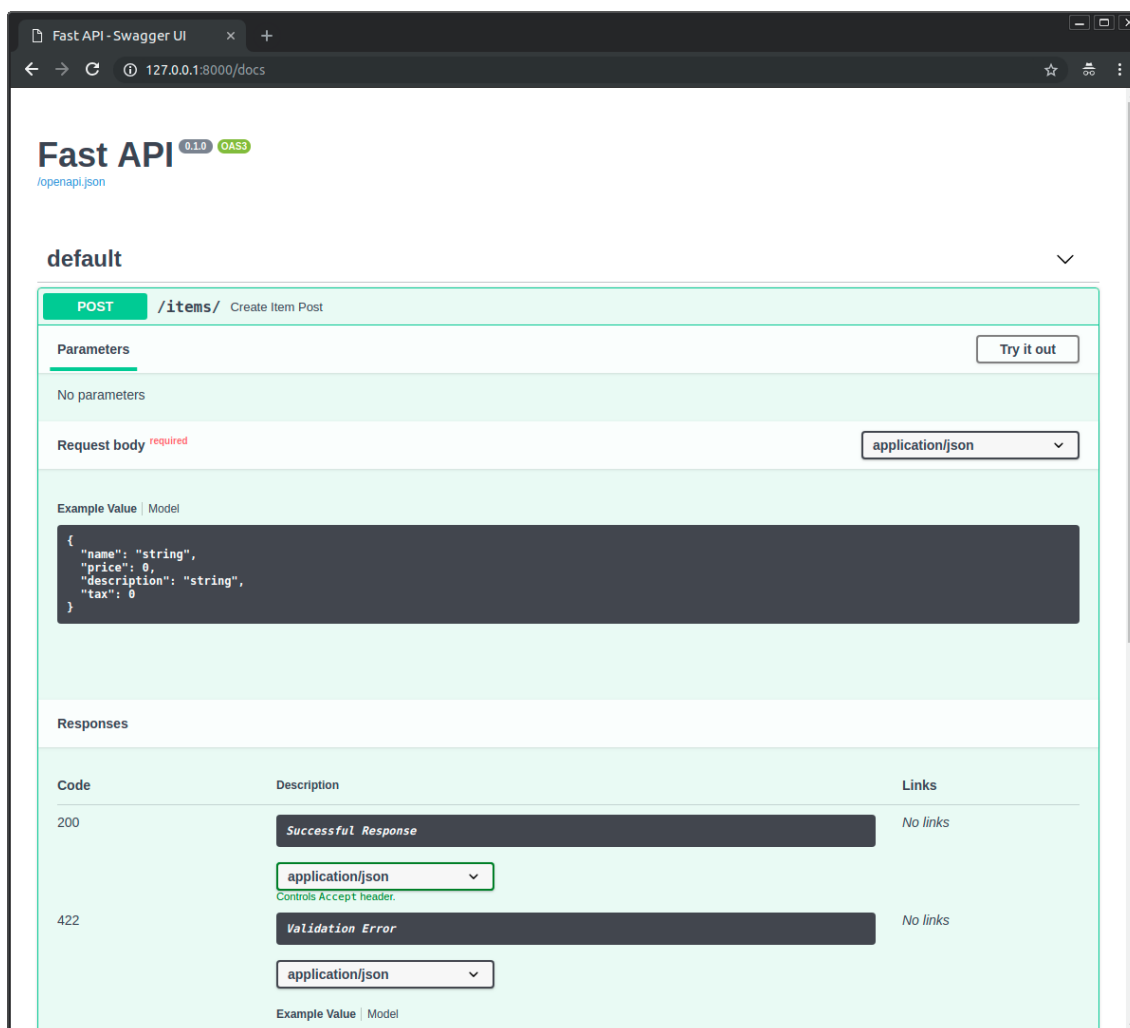 Fast API - Swagger UI
127.0.0.1:8000/docs
Fast API 0.1.0 OAS3
/openapi.json
default
POST /items/ Create Item Post
Parameters Try it out
No parameters
Request body required application/json
Example Value Model
{
"name": "string",
"price": 0,
"description": "string",
"tax": 0
}
Responses
Code Description Links
200 Successful Response No links
application/json
Controls Accept header.
422 Validation Error No links
application/json
Example Value Model